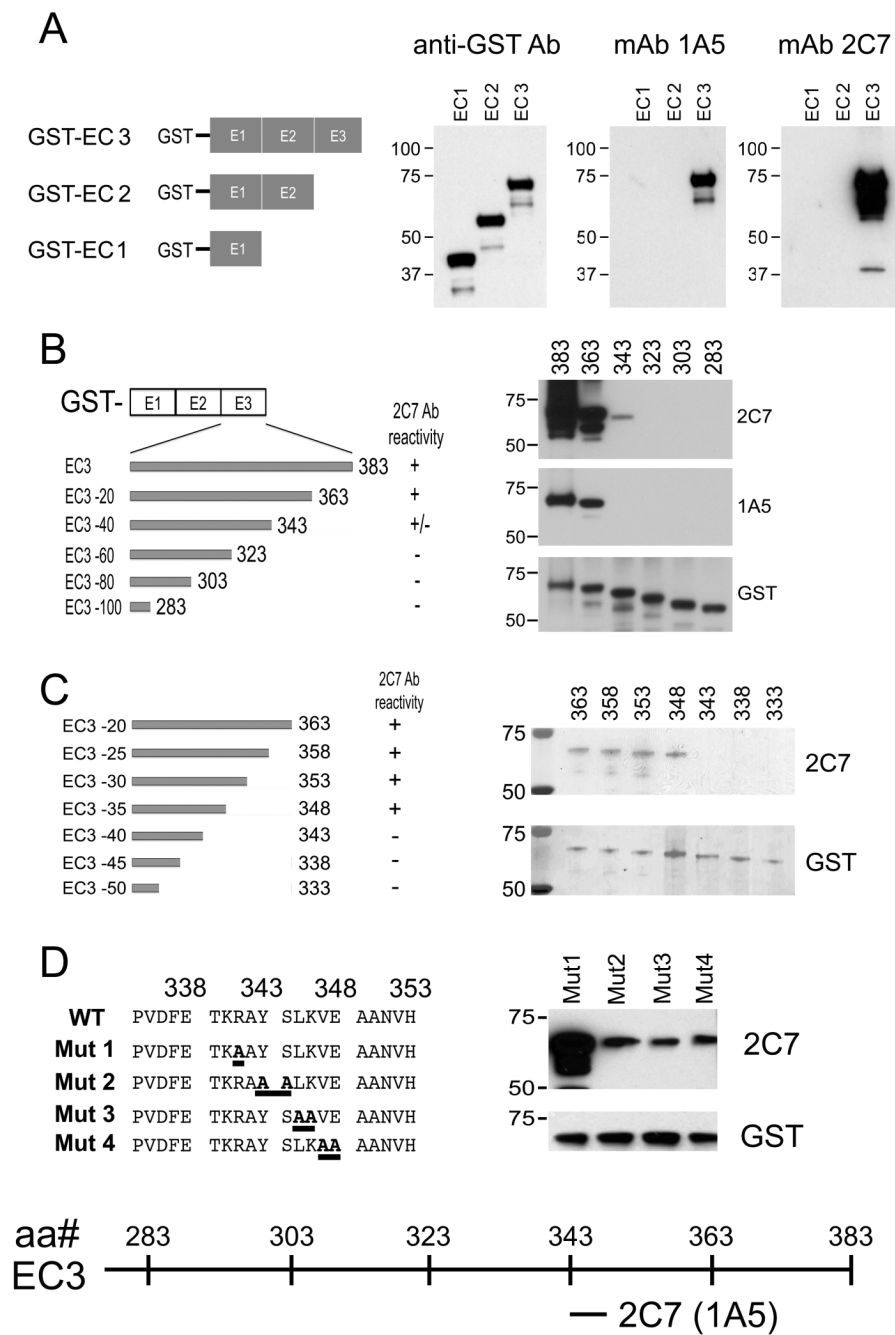 A
anti-GST Ab
mAb 1A5
mAb 2C7
EC1 EC2 EC3
EC1 EC2 EC3
EC1 EC2 EC3
GST-EC3 GST E1 E2 E3
GST-EC2 GST E1 E2
GST-EC1 GST E1
100 75 50 37
100 75 50 37
100 75 50 37
B
GST- E1 E2 E3
2C7 Ab
reactivity
EC3 383 +
EC3 -20 363 +
EC3 -40 343 +/-
EC3 -60 323 -
EC3 -80 303 -
EC3 -100 283 -
383 363 343 323 303 283
75 50 2C7
75 50 1A5
75 50 GST
C
2C7 Ab
reactivity
EC3 -20 363 +
EC3 -25 358 +
EC3 -30 353 +
EC3 -35 348 +
EC3 -40 343 -
EC3 -45 338 -
EC3 -50 333 -
363 358 353 348 343 338 333
75 50 2C7
75 50 GST
D
338 343 348 353
WT PVDFE TKRAY SLKVE AANVH
Mut 1 PVDFE TKAAY SLKVE AANVH
Mut 2 PVDFE TKRAA ALKVE AANVH
Mut 3 PVDFE TKRAY SAAVE AANVH
Mut 4 PVDFE TKRAY SLKAA AANVH
Mut1 Mut2 Mut3 Mut4
75 50 2C7
75 GST
aa# 283 303 323 343 363 383
EC3
2C7 (1A5)